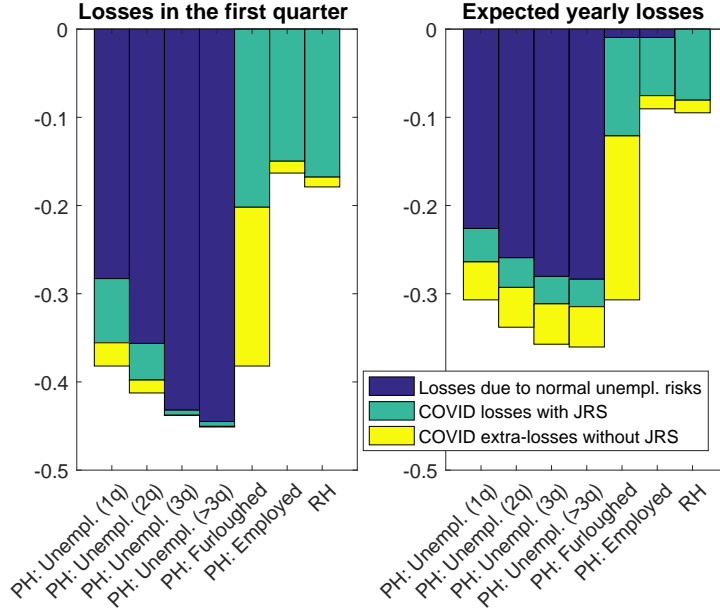 Losses in the first quarter
0
-0.1
-0.2
-0.3
-0.4
-0.5
PH: Unempl. (1q)
PH: Unempl. (2q)
PH: Unempl. (3q)
PH: Unempl. (>3q)
PH: Furloughed
PH: Employed
RH
Expected yearly losses
0
-0.1
-0.2
-0.3
-0.4
-0.5
Losses due to normal unempl. risks
COVID losses with JRS
COVID extra-losses without JRS
PH: Unempl. (1q)
PH: Unempl. (2q)
PH: Unempl. (3q)
PH: Unempl. (>3q)
PH: Furloughed
PH: Employed
RH